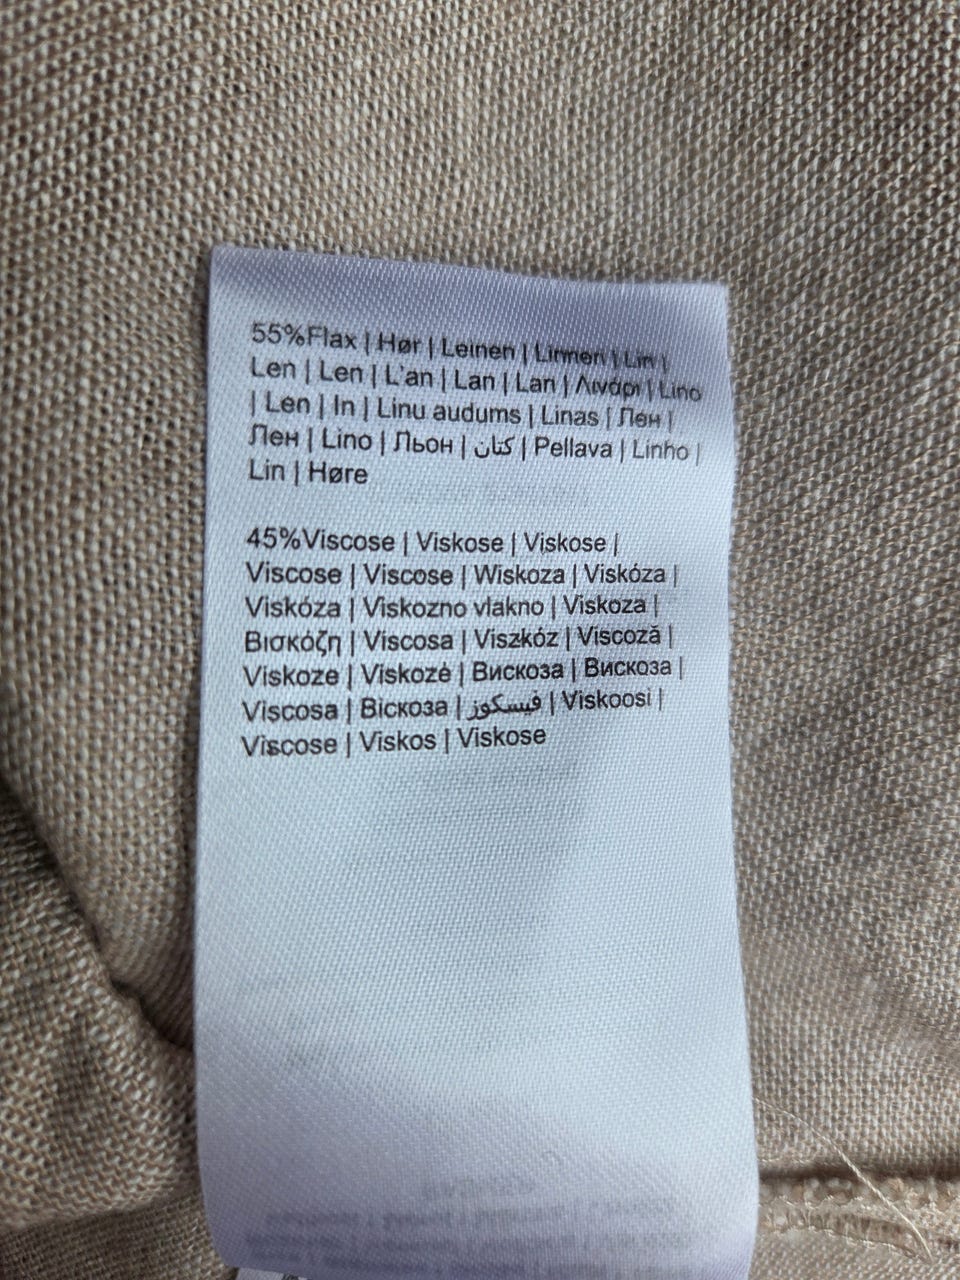 55%Flax | Hør | Leinen | Linnen | Lin |
Len | Len | L'an | Lan | Lan | Λινάρι | Lino
| Len | In | Linu audums | Linas | Лен |
Лен | Lino | Льон | كتان | Pellava | Linho |
Lin | Høre
45%Viscose | Viskose | Viskose |
Viscose | Viscose | Wiskoza | Viskóza |
Viskóza | Viskozno vlakno | Viskoza |
Βισκόζη | Viscosa | Viszkóz | Viscoză |
Viskoze | Viskozė | Вискоза | Вискоза |
Viscosa | Віскоза | فيسكوز | Viskoosi |
Viscose | Viskos | Viskose